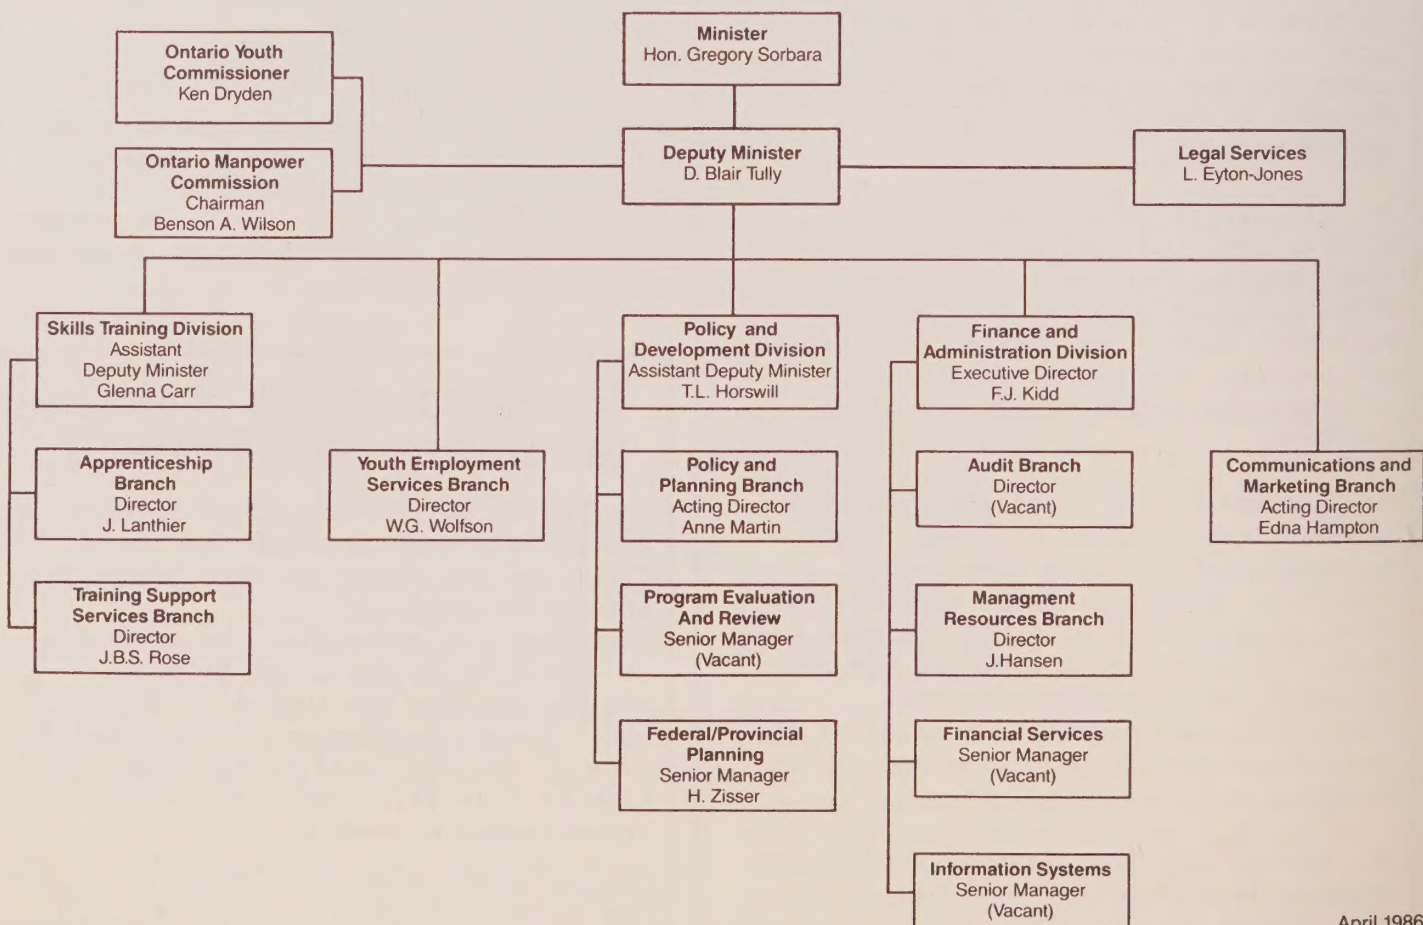 Minister
Hon. Gregory Sorbara
Ontario Youth
Commissioner
Ken Dryden
Deputy Minister
D. Blair Tully
Ontario Manpower
Commission
Chairman
Benson A. Wilson
Legal Services
L. Eyton-Jones
Skills Training Division
Assistant
Deputy Minister
Glenna Carr
Apprenticeship
Branch
Director
J. Lanthier
Training Support
Services Branch
Director
J.B.S. Rose
Youth Employment
Services Branch
Director
W.G. Wolfson
Policy and
Development Division
Assistant Deputy Minister
T.L. Horswill
Policy and
Planning Branch
Acting Director
Anne Martin
Program Evaluation
And Review
Senior Manager
(Vacant)
Federal/Provincial
Planning
Senior Manager
H. Zisser
Finance and
Administration Division
Executive Director
F.J. Kidd
Audit Branch
Director
(Vacant)
Managment
Resources Branch
Director
J.Hansen
Financial Services
Senior Manager
(Vacant)
Information Systems
Senior Manager
(Vacant)
Communications and
Marketing Branch
Acting Director
Edna Hampton
April 1986